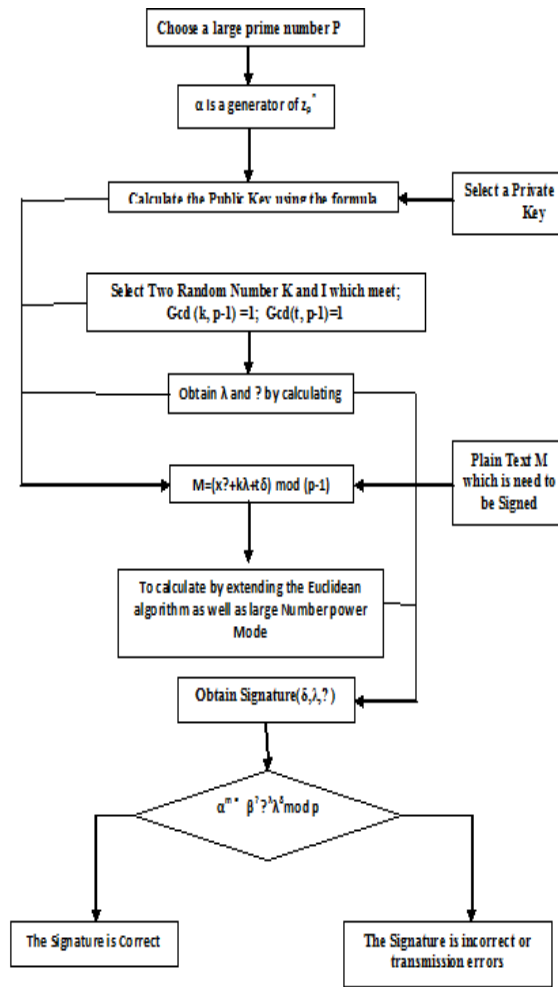 Choose a large prime number P
α Is a generator of zₚ*
Calculate the Public Key using the formula
Select a Private
Key
Select Two Random Number K and I which meet;
Gcd (k, p-1) =1; Gcd(t, p-1)=1
Obtain λ and ? by calculating
Plain Text M
which is need to
be Signed
M=(x?+kλ+tδ) mod (p-1)
To calculate by extending the Euclidean
algorithm as well as large Number power
Mode
Obtain Signature(δ,λ,?)
αᵐ⁼ β^? ?^λ λ^δ mod p
The Signature is Correct
The Signature is incorrect or
transmission errors